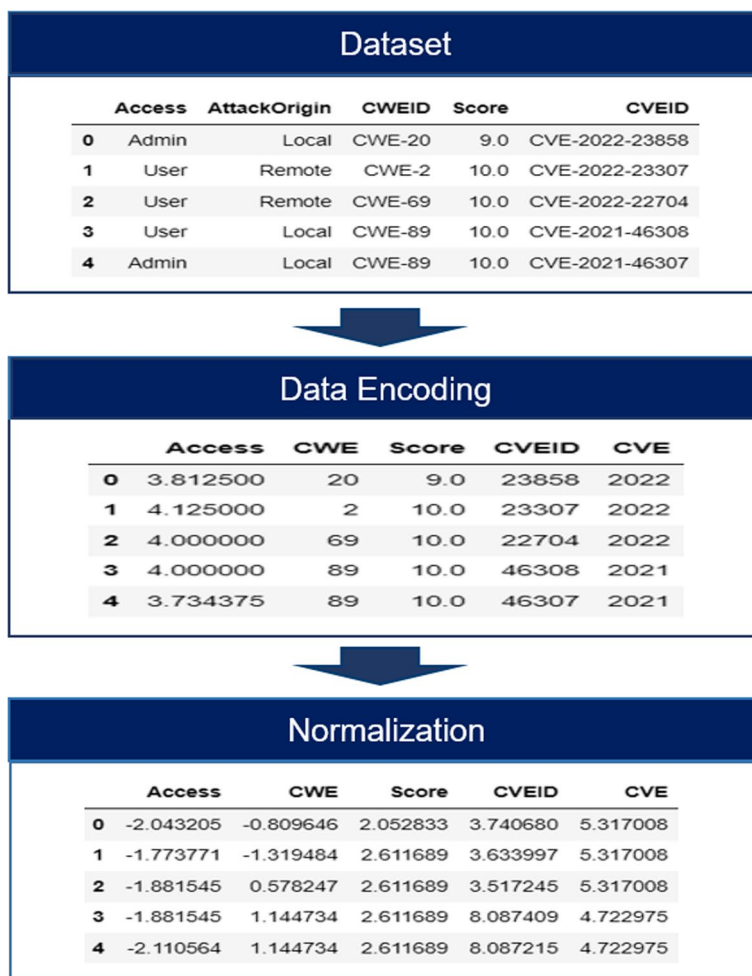 Dataset
Access AttackOrigin CWEID Score CVEID
0 Admin Local CWE-20 9.0 CVE-2022-23858
1 User Remote CWE-2 10.0 CVE-2022-23307
2 User Remote CWE-69 10.0 CVE-2022-22704
3 User Local CWE-89 10.0 CVE-2021-46308
4 Admin Local CWE-89 10.0 CVE-2021-46307
Data Encoding
Access CWE Score CVEID CVE
0 3.812500 20 9.0 23858 2022
1 4.125000 2 10.0 23307 2022
2 4.000000 69 10.0 22704 2022
3 4.000000 89 10.0 46308 2021
4 3.734375 89 10.0 46307 2021
Normalization
Access CWE Score CVEID CVE
0 -2.043205 -0.809646 2.052833 3.740680 5.317008
1 -1.773771 -1.319484 2.611689 3.633997 5.317008
2 -1.881545 0.578247 2.611689 3.517245 5.317008
3 -1.881545 1.144734 2.611689 8.087409 4.722975
4 -2.110564 1.144734 2.611689 8.087215 4.722975